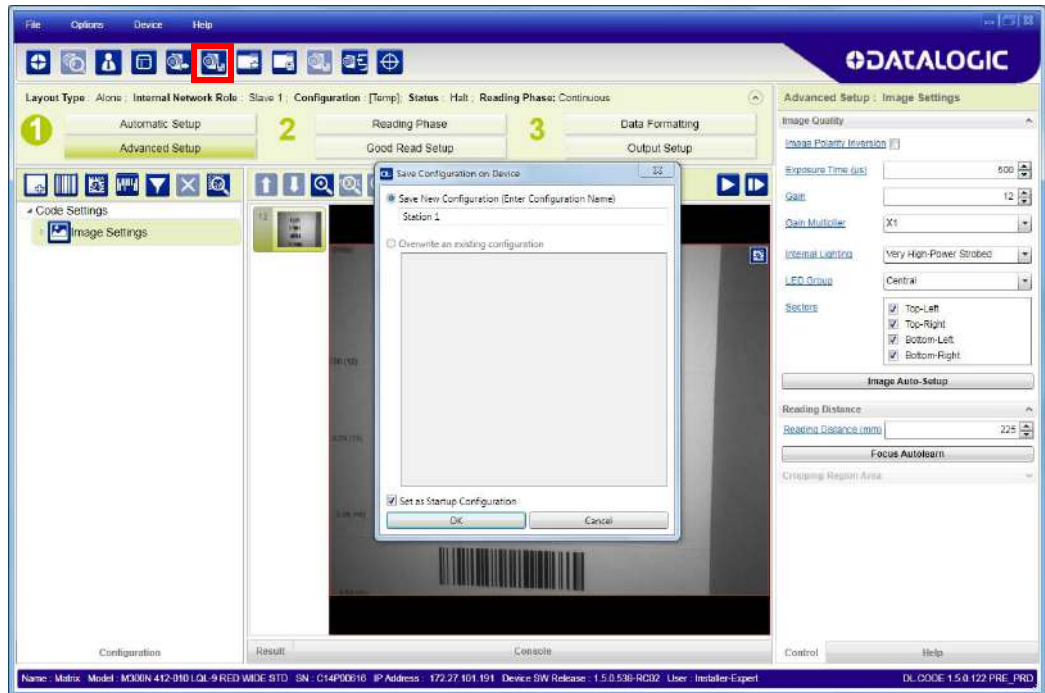 File Options Device Help
DATALOGIC
Layout Type : Alone ; Internal Network Role : Slave 1 ; Configuration : [Temp]; Status : Halt ; Reading Phase: Continuous
Advanced Setup : Image Settings
1 Automatic Setup
Advanced Setup
2 Reading Phase
Good Read Setup
3 Data Formatting
Output Setup
Code Settings
Image Settings
12
Save Configuration on Device
Save New Configuration (Enter Configuration Name)
Station 1
Overwrite an existing configuration
Set as Startup Configuration
OK Cancel
Image Quality
Image Polarity Inversion
Exposure Time (µs) 500
Gain 12
Gain Multiplier X1
Internal Lighting Very High-Power Strobed
LED Group Central
Sectors Top-Left
Top-Right
Bottom-Left
Bottom-Right
Image Auto-Setup
Reading Distance
Reading Distance (mm) 225
Focus Autolearn
Cropping Region Area
Configuration Result Console Control Help
Name : Matrix Model : M300N 412-010 LQL-9 RED WIDE STD SN : C14P00616 IP Address : 172.27.101.191 Device SW Release : 1.5.0.538-RC02 User : Installer-Expert DL.CODE 1.5.0.122 PRE_PRD